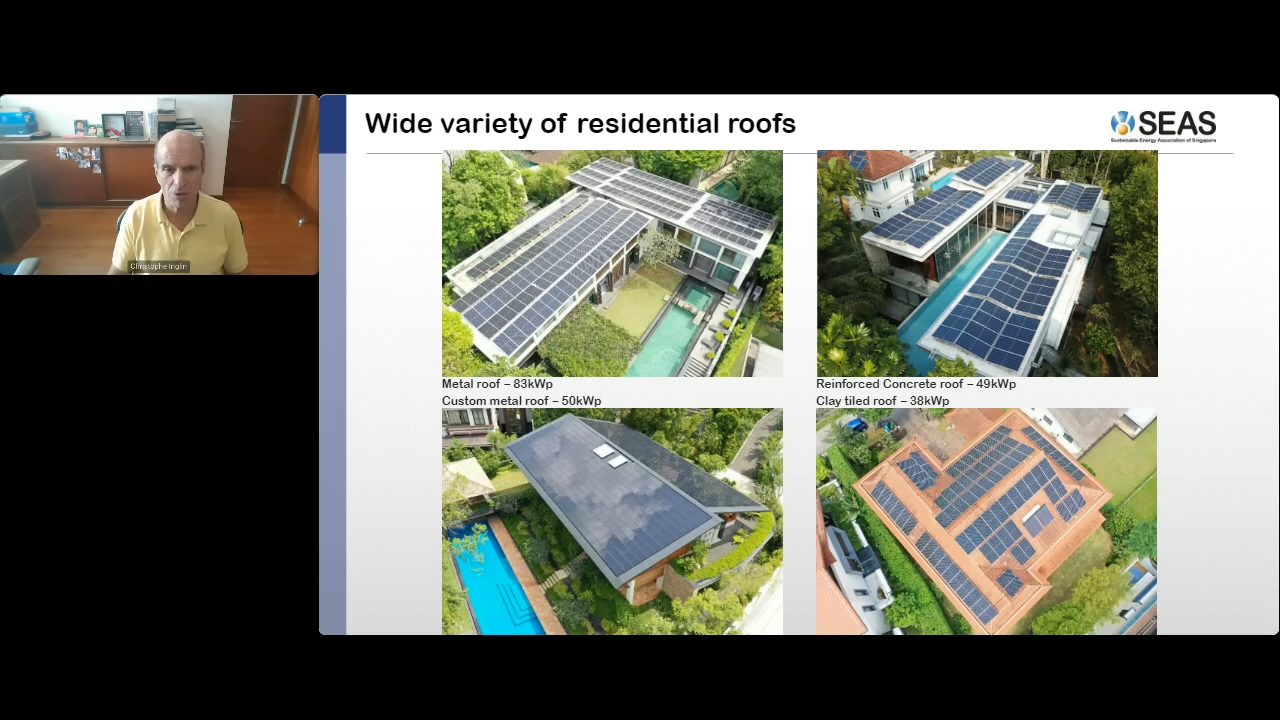 Wide variety of residential roofs
SEAS
Sustainable Energy Association of Singapore
Christophe Inglin
Metal roof – 83kWp
Custom metal roof – 50kWp
Reinforced Concrete roof – 49kWp
Clay tiled roof – 38kWp